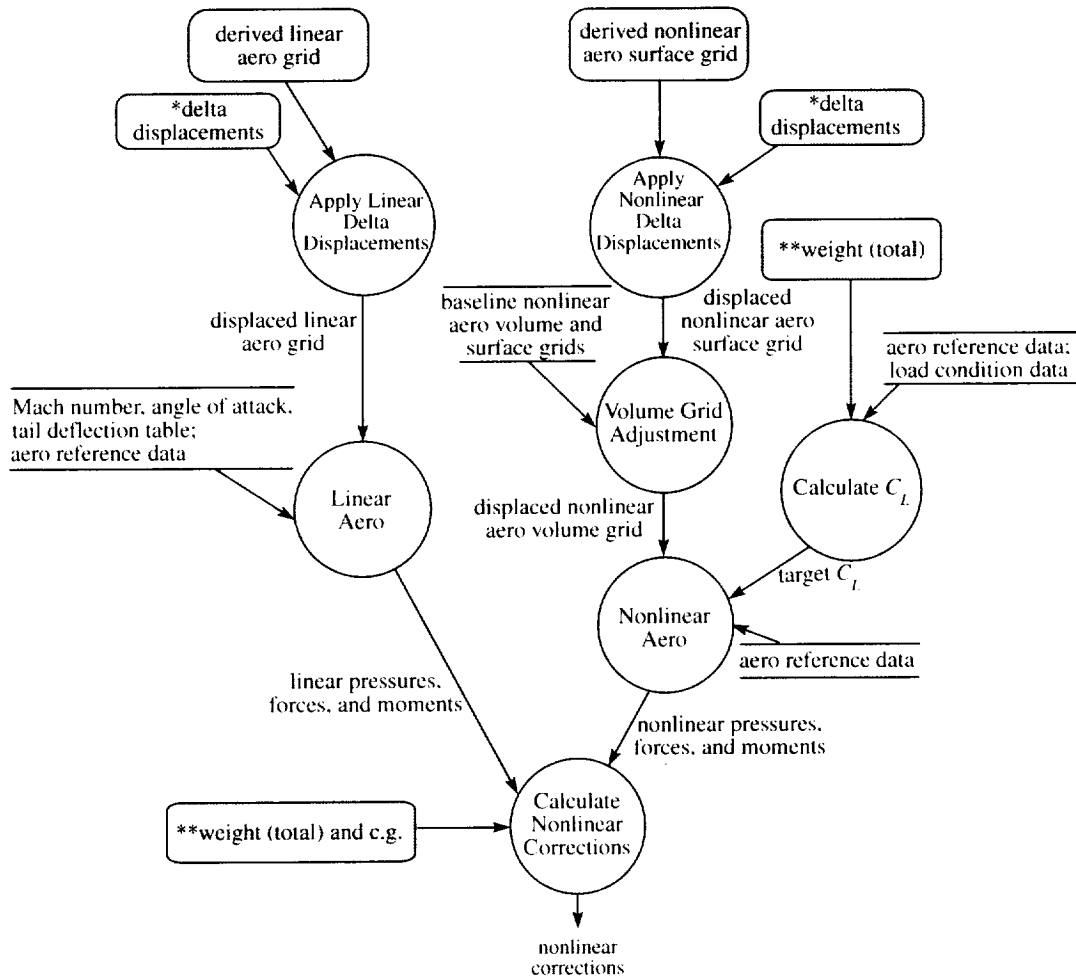 derived linear
aero grid
derived nonlinear
aero surface grid
*delta
displacements
*delta
displacements
Apply Linear
Delta
Displacements
Apply
Nonlinear
Delta
Displacements
**weight (total)
displaced linear
aero grid
baseline nonlinear
aero volume and
surface grids
displaced
nonlinear aero
surface grid
aero reference data;
load condition data
Mach number, angle of attack,
tail deflection table;
aero reference data
Volume Grid
Adjustment
Linear
Aero
Calculate C_L
displaced nonlinear
aero volume grid
target C_L
Nonlinear
Aero
aero reference data
linear pressures,
forces, and moments
nonlinear pressures,
forces, and moments
**weight (total) and c.g.
Calculate
Nonlinear
Corrections
nonlinear
corrections